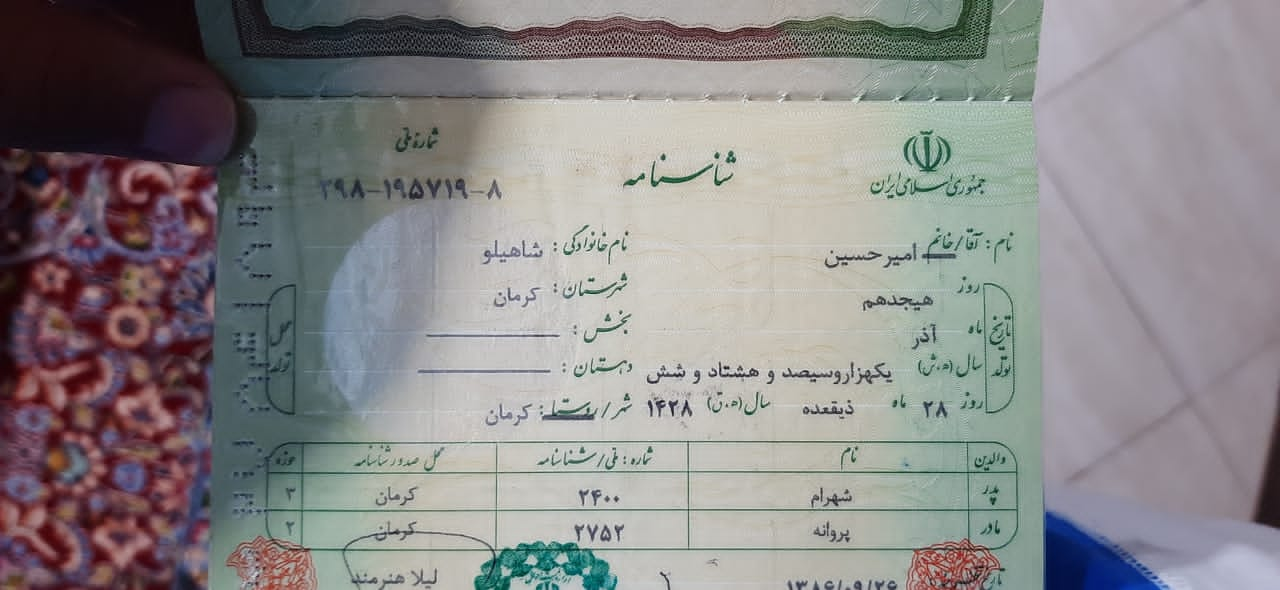 جمهوری اسلامی ایران
شناسنامه
شماره ملی
۲۹۸-۱۹۵۷۱۹-۸
نام: آقا/خانم امیرحسین
نام خانوادگی: شاهیلو
تاریخ تولد
روز هیجدهم
ماه آذر
سال (ه.ش) یکهزاروسیصد و هشتاد و شش
روز ۲۸ ماه ذیقعده سال (ه.ق) ۱۴۲۸
محل تولد
شهرستان: کرمان
بخش:
دهستان:
شهر/روستا: کرمان
والدین نام شماره: ملی/شناسنامه محل صدور شناسنامه حوزه
پدر شهرام ۲۴۰۰ کرمان ۳
مادر پروانه ۲۷۵۲ کرمان ۲
تاریخ ۱۳۸۶/۰۹/۲۶
لیلا هنرمند